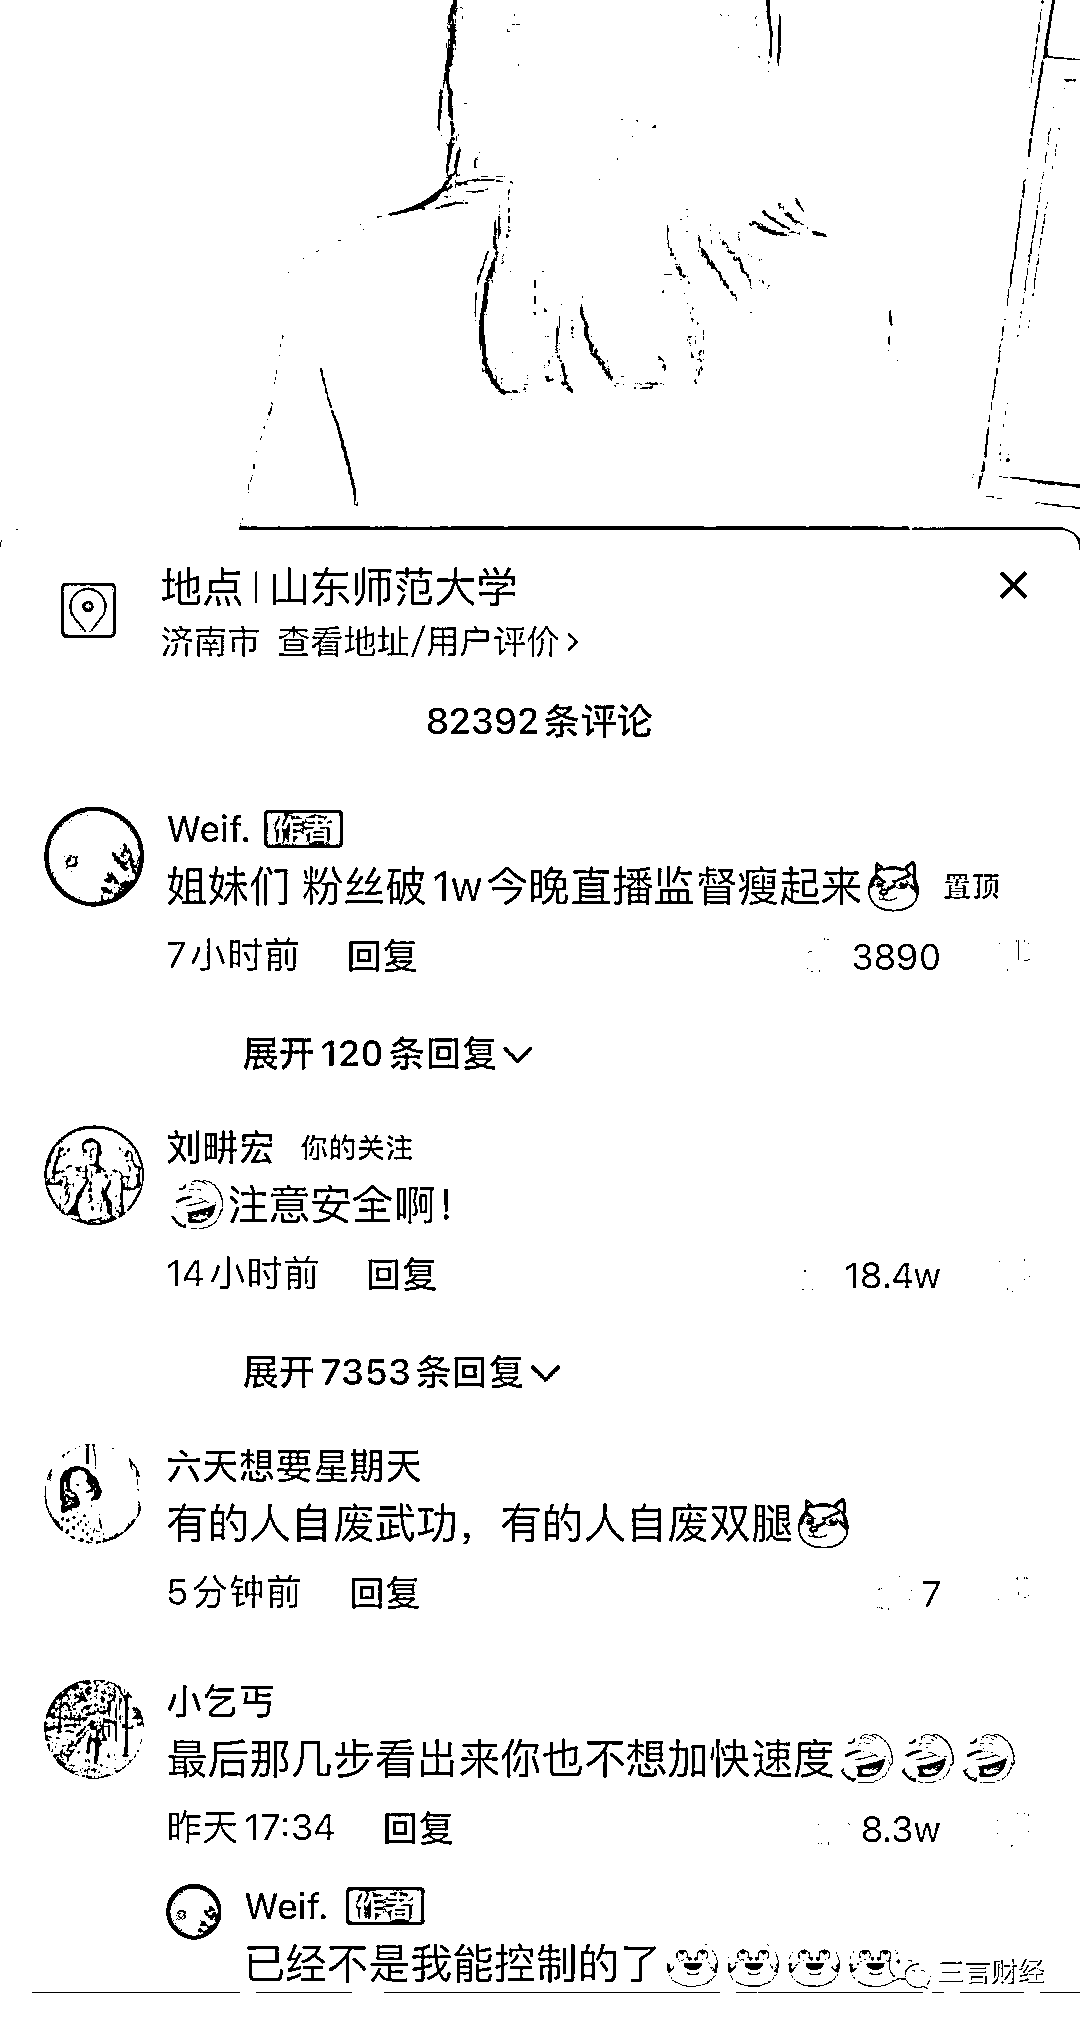 地点 | 山东师范大学
济南市 查看地址/用户评价>
82392条评论
Weif. 作者
姐妹们 粉丝破1w今晚直播监督瘦起来 置顶
7小时前 回复 3890
展开120条回复
刘畊宏 你的关注
注意安全啊!
14小时前 回复 18.4w
展开7353条回复
六天想要星期天
有的人自废武功，有的人自废双腿
5分钟前 回复 7
小乞丐
最后那几步看出来你也不想加快速度
昨天17:34 回复 8.3w
Weif. 作者
已经不是我能控制的了
三言财经